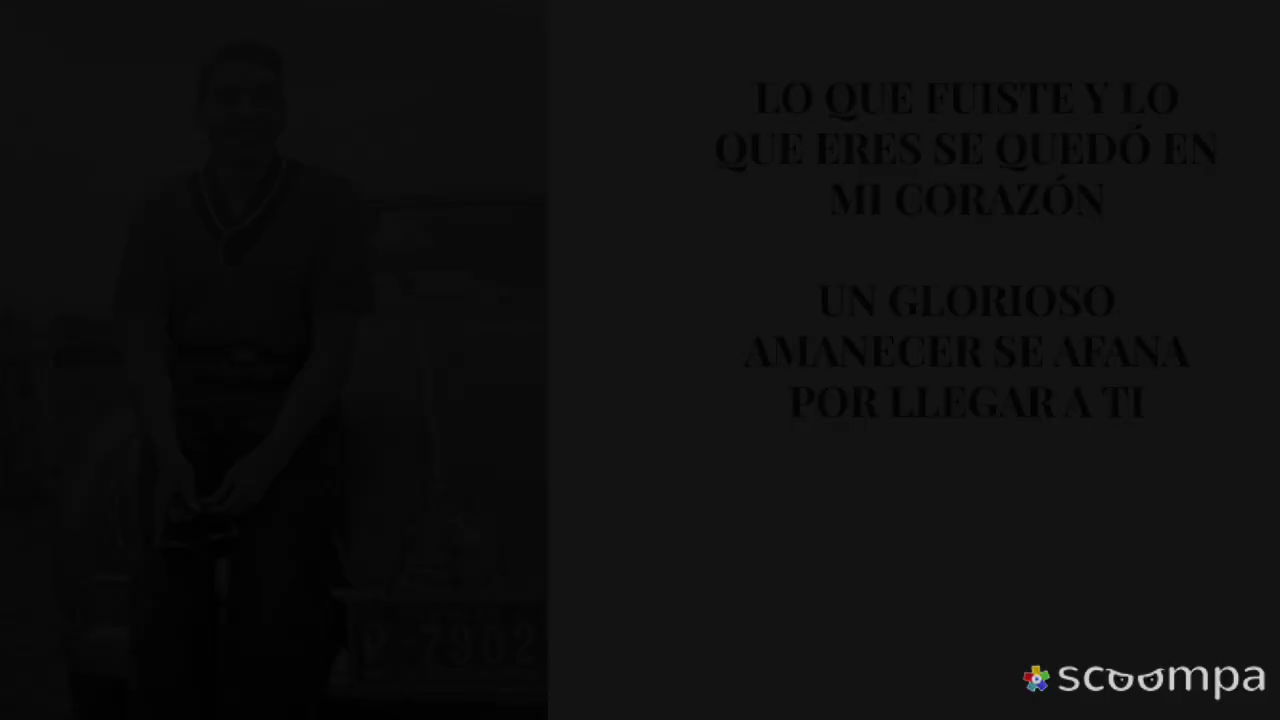 LO QUE FUISTE Y LO
QUE ERES SE QUEDÓ EN
MI CORAZÓN
UN GLORIOSO
AMANECER SE AFANA
POR LLEGAR A TI
P-7902
scoompa